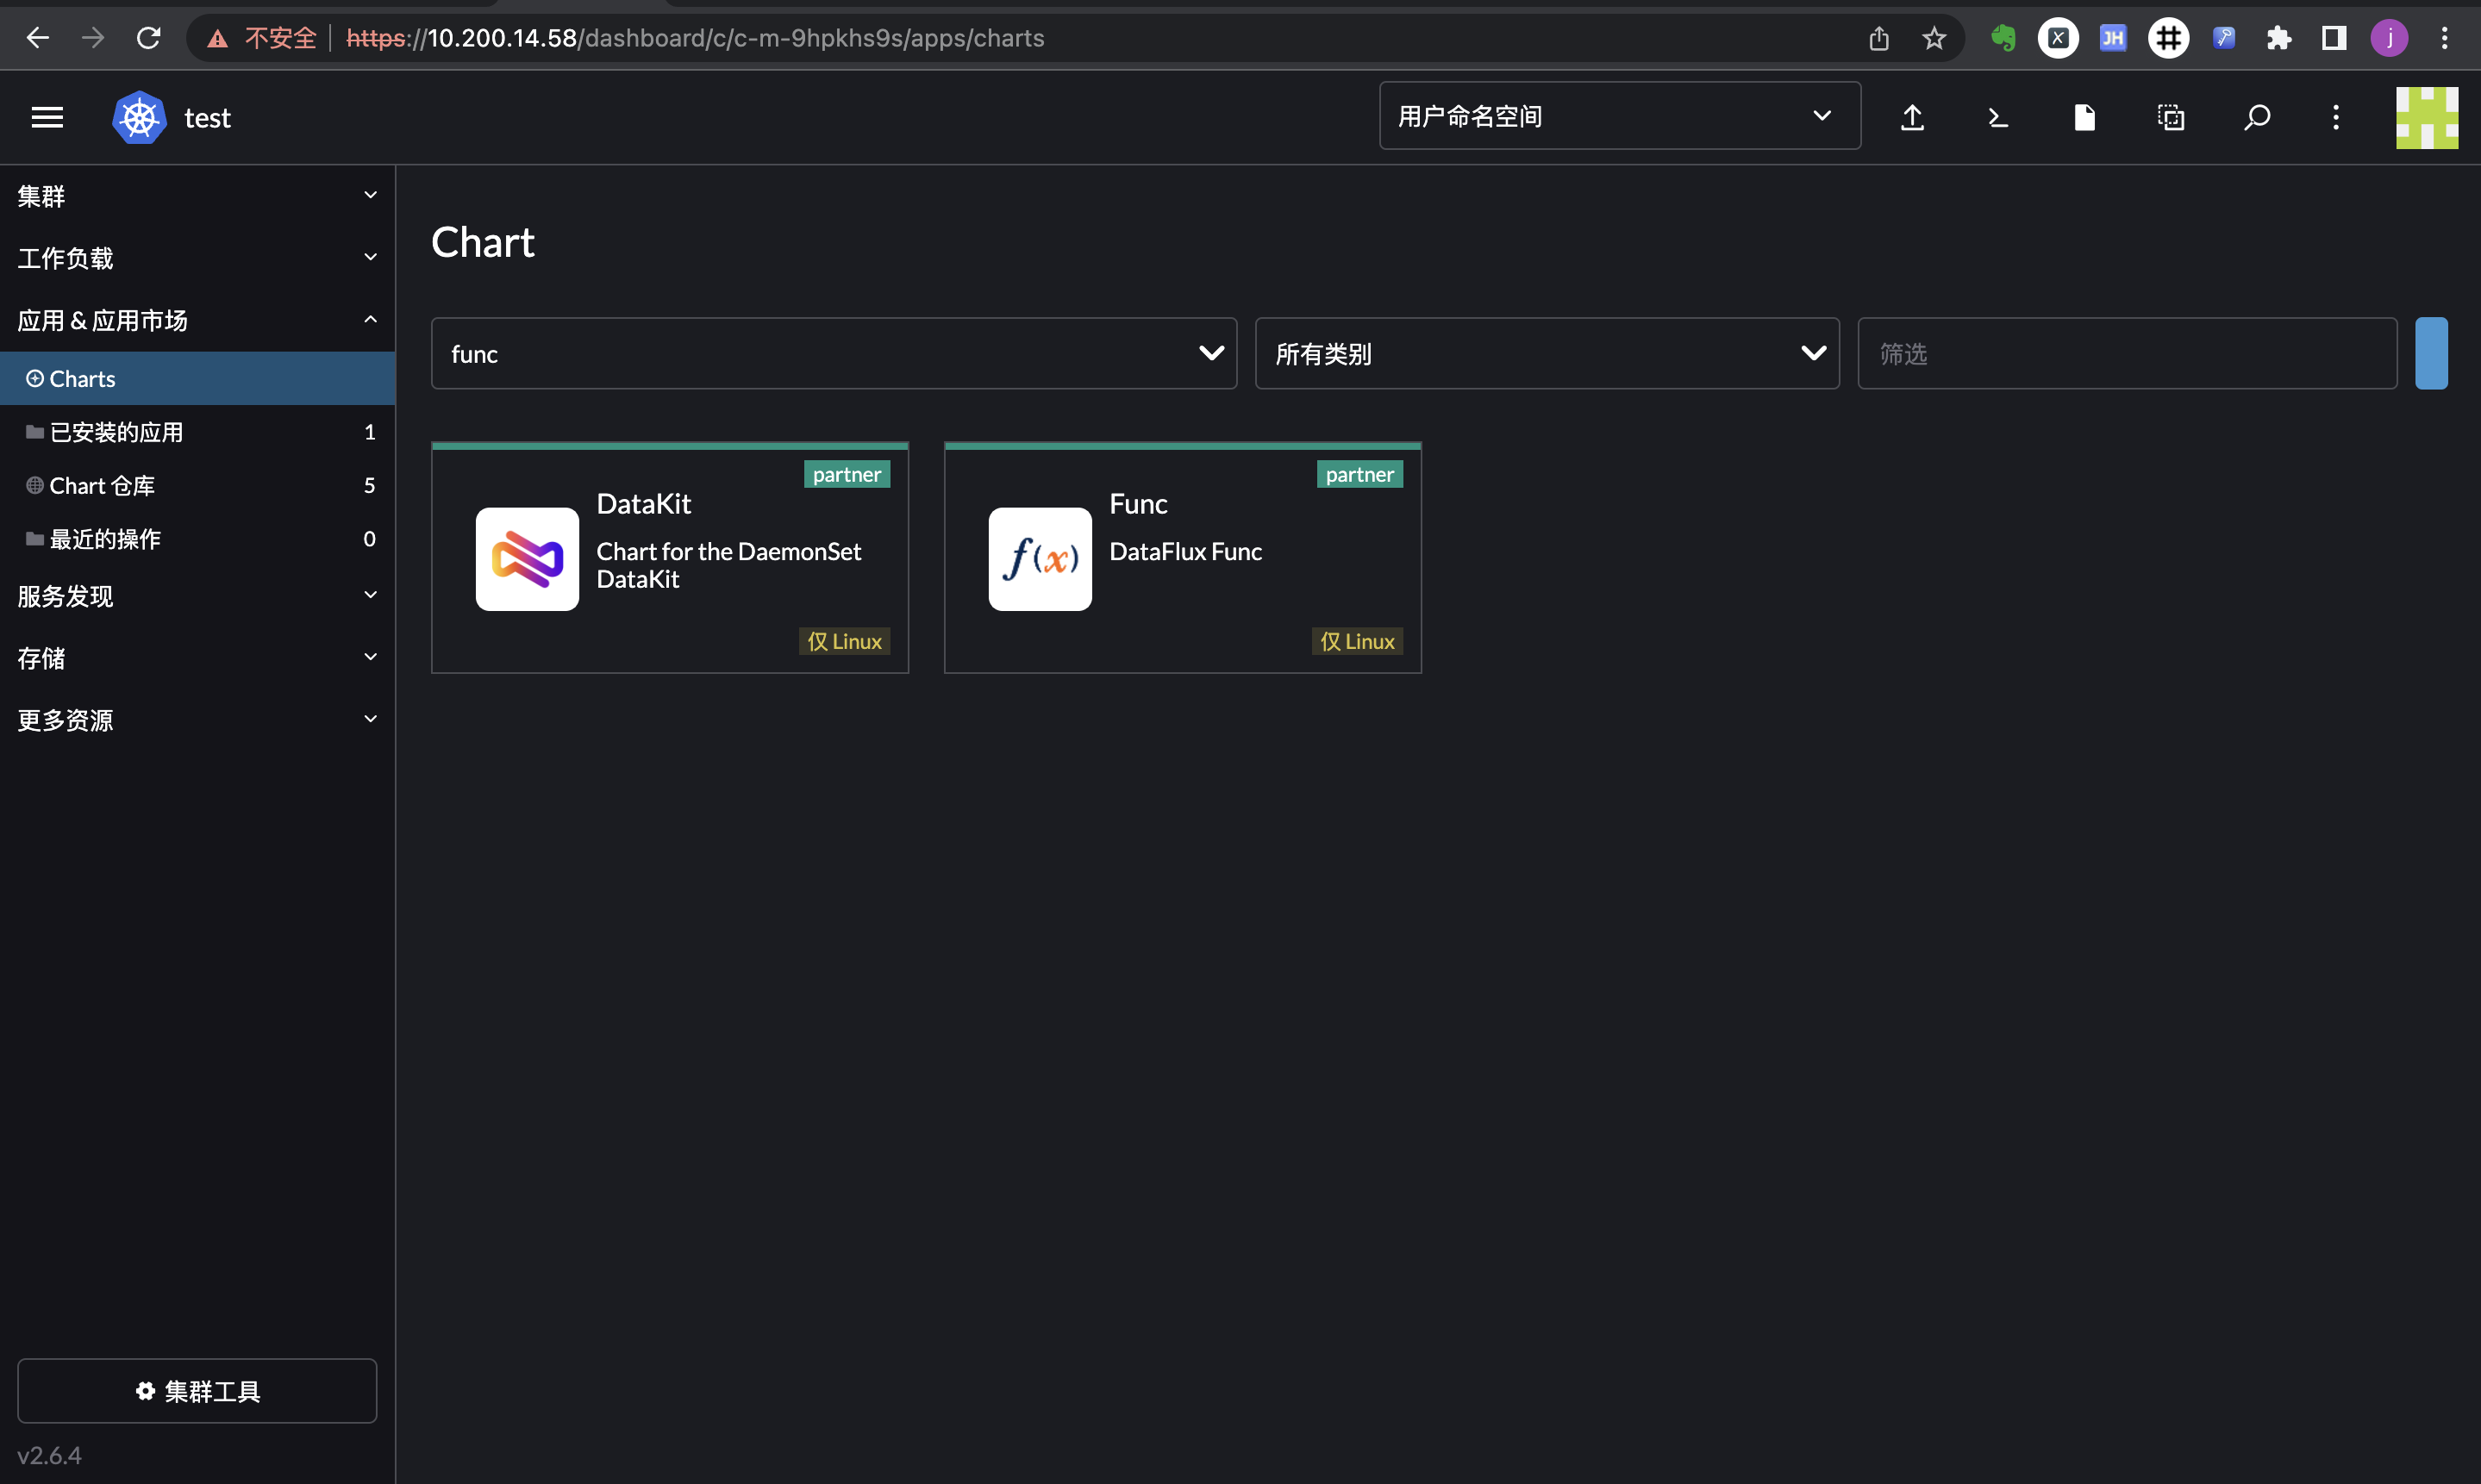 不安全 https://10.200.14.58/dashboard/c/c-m-9hpkhs9s/apps/charts
JH
j
test
用户命名空间
集群
工作负载
应用 & 应用市场
Charts
已安装的应用 1
Chart 仓库 5
最近的操作 0
服务发现
存储
更多资源
集群工具
v2.6.4
Chart
func
所有类别
筛选
partner
DataKit
Chart for the DaemonSet
DataKit
仅 Linux
partner
f(x)
Func
DataFlux Func
仅 Linux